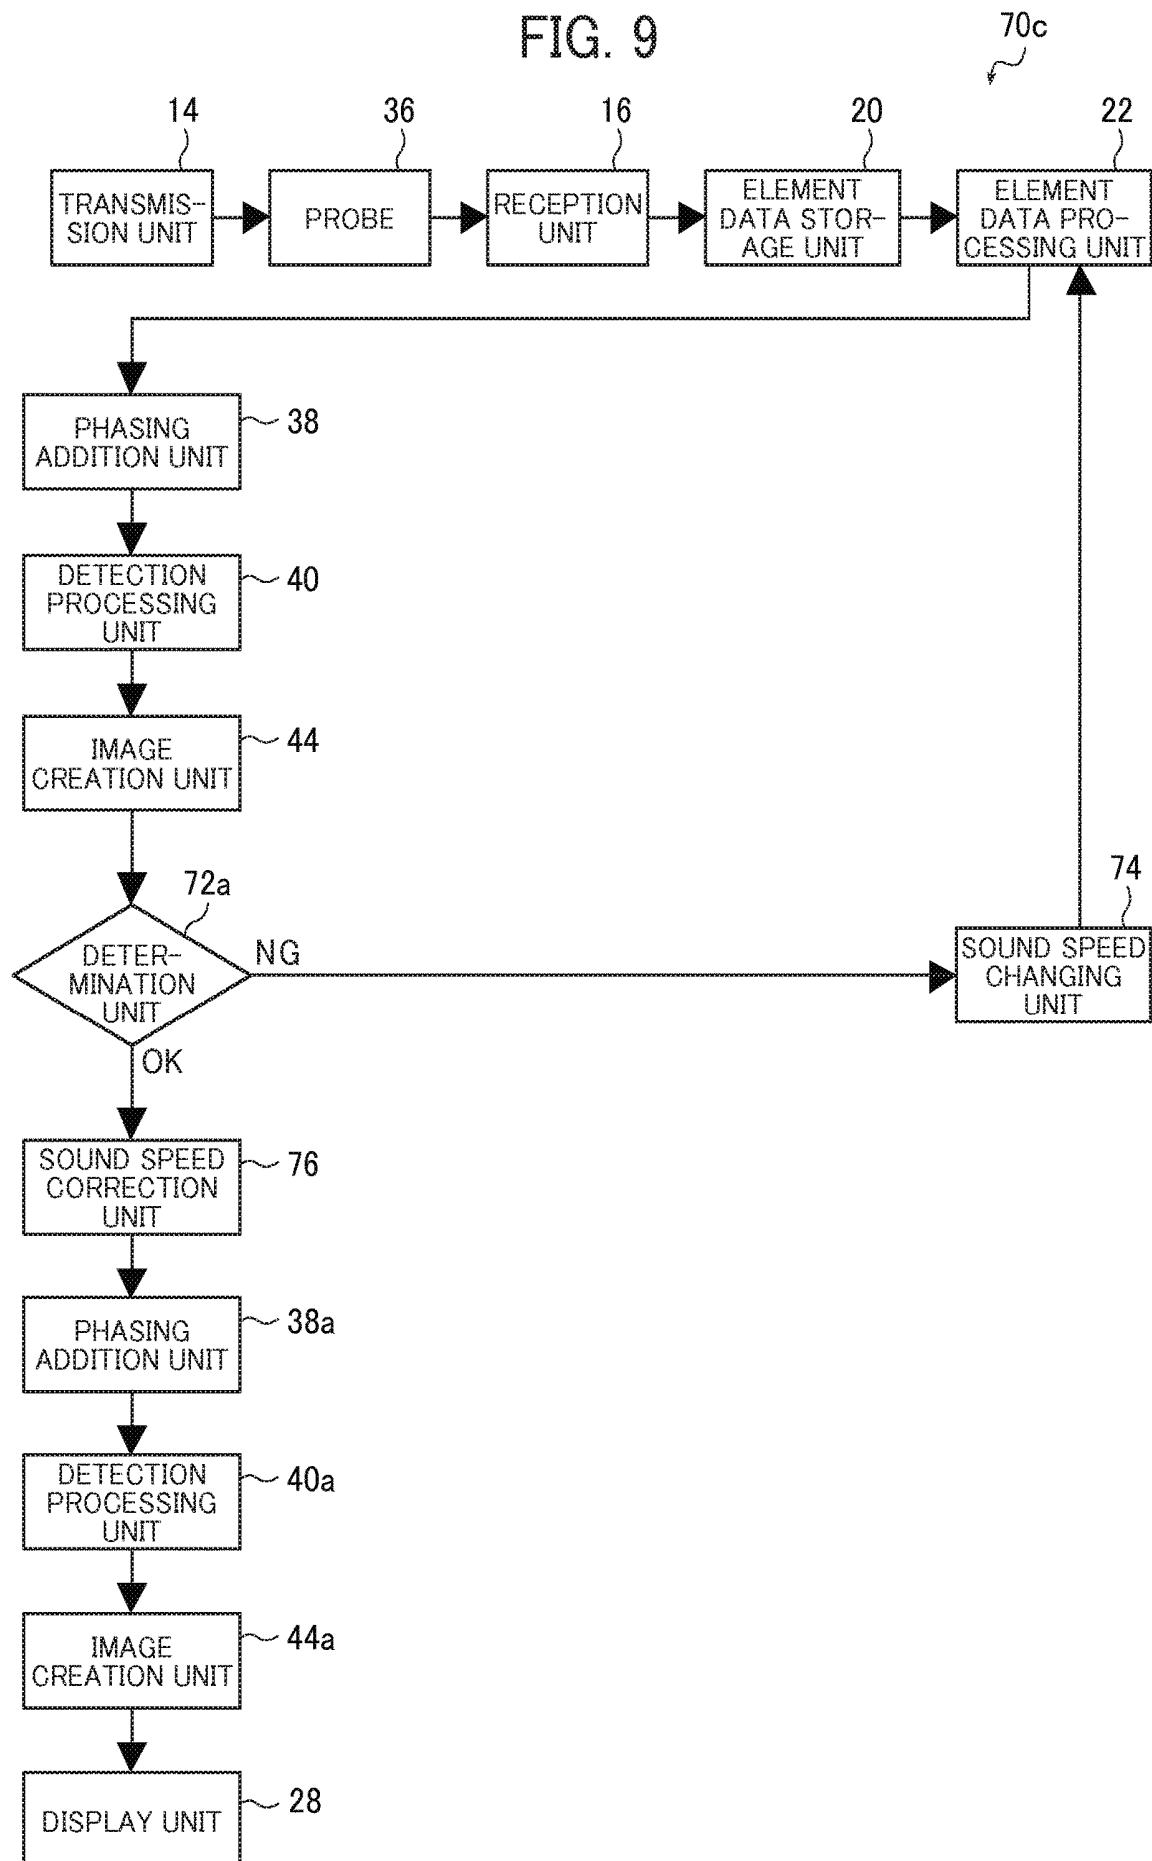 FIG. 9
70c
14
36
16
20
22
TRANSMIS-
SION UNIT
PROBE
RECEPTION
UNIT
ELEMENT
DATA STOR-
AGE UNIT
ELEMENT
DATA PRO-
CESSING UNIT
PHASING
ADDITION UNIT
38
DETECTION
PROCESSING
UNIT
40
IMAGE
CREATION UNIT
44
72a
DETER-
MINATION
UNIT
NG
OK
74
SOUND SPEED
CHANGING
UNIT
SOUND SPEED
CORRECTION
UNIT
76
PHASING
ADDITION UNIT
38a
DETECTION
PROCESSING
UNIT
40a
IMAGE
CREATION UNIT
44a
DISPLAY UNIT
28